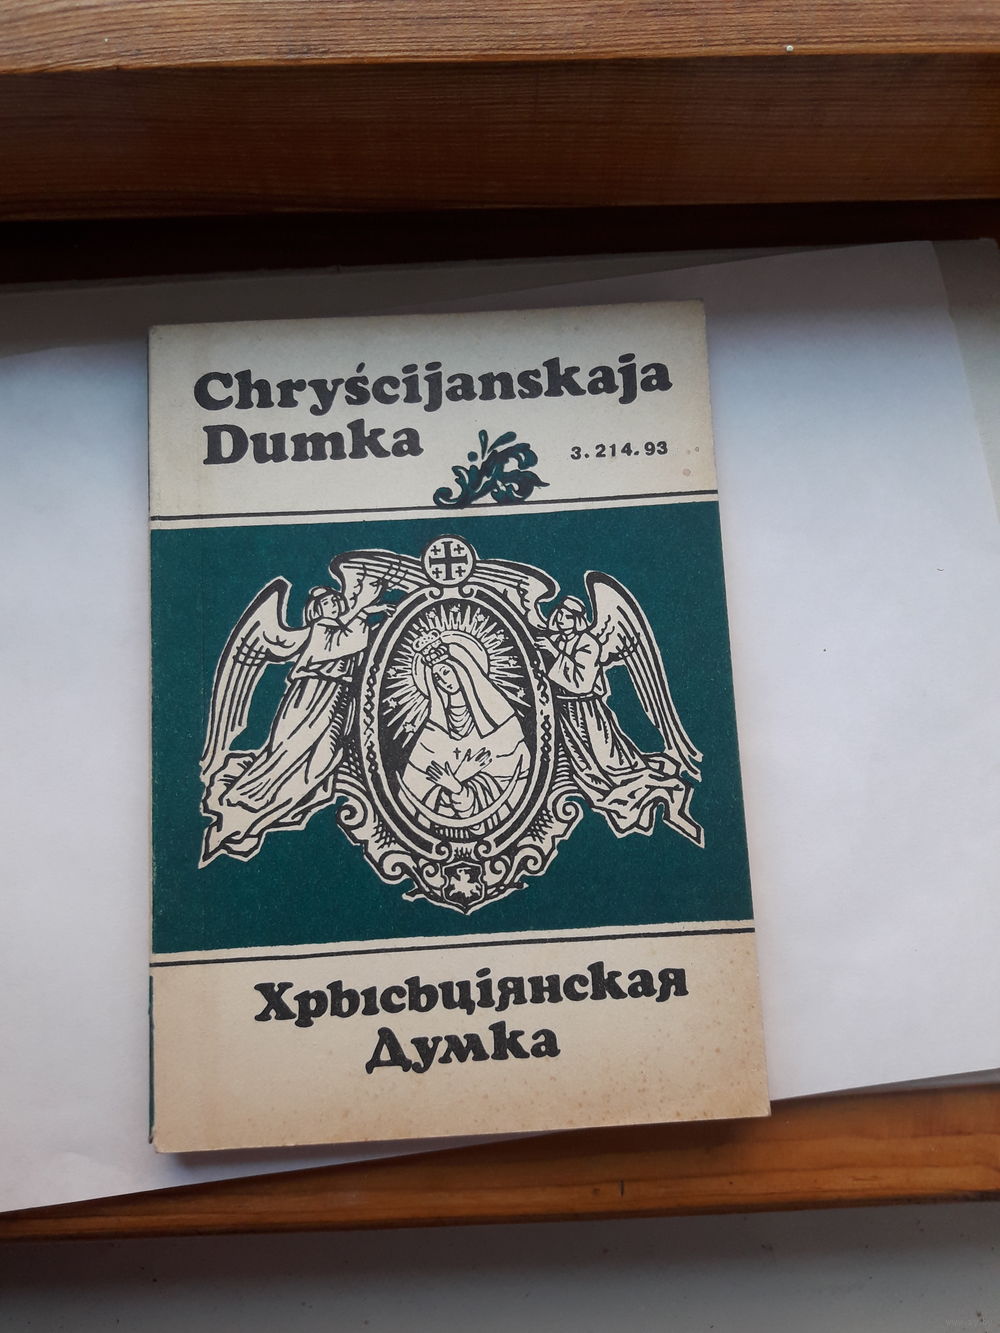 Chryścijanskaja
Dumka
3.214.93
Хрысьціянская
Думка